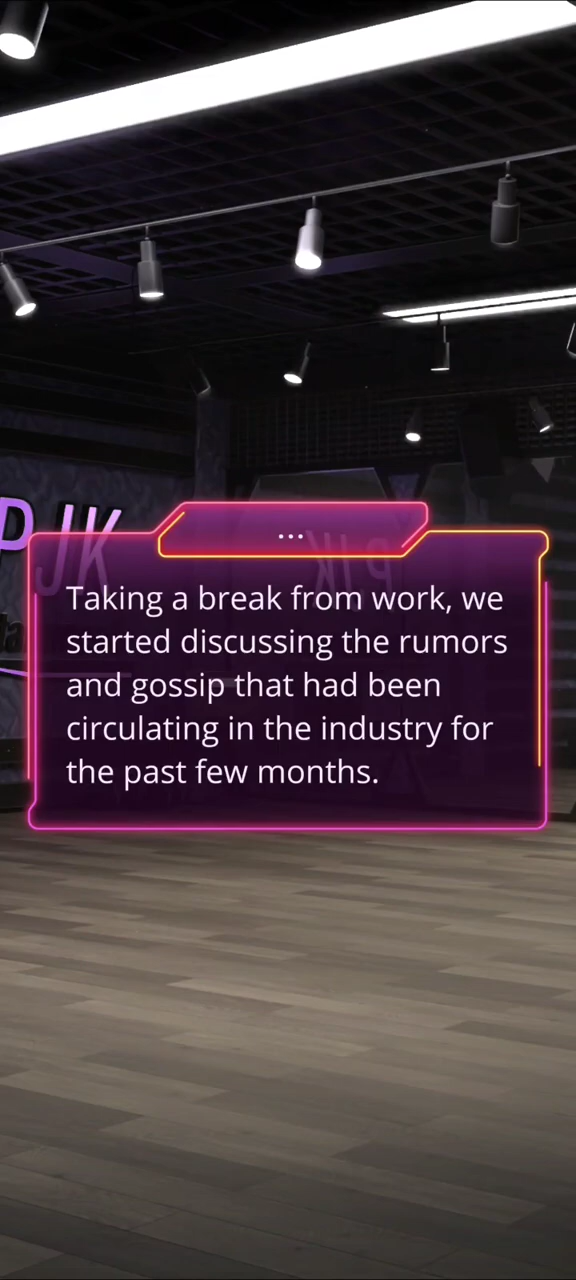 PJK
...
Taking a break from work, we
started discussing the rumors
and gossip that had been
circulating in the industry for
the past few months.